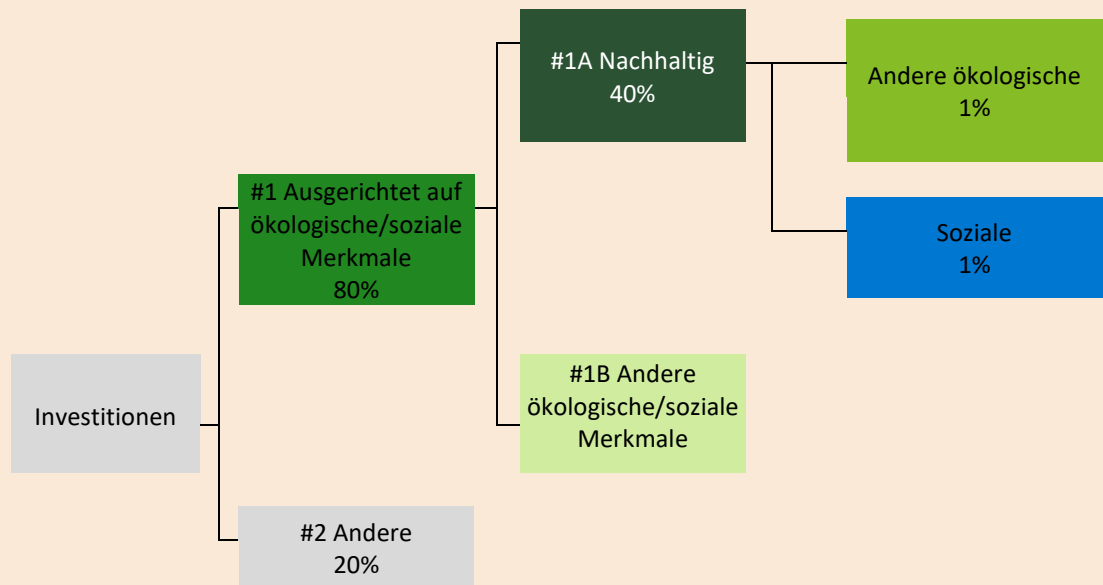 #1A Nachhaltig
40%
Andere ökologische
1%
#1 Ausgerichtet auf
ökologische/soziale
Merkmale
80%
Soziale
1%
Investitionen
#1B Andere
ökologische/soziale
Merkmale
#2 Andere
20%